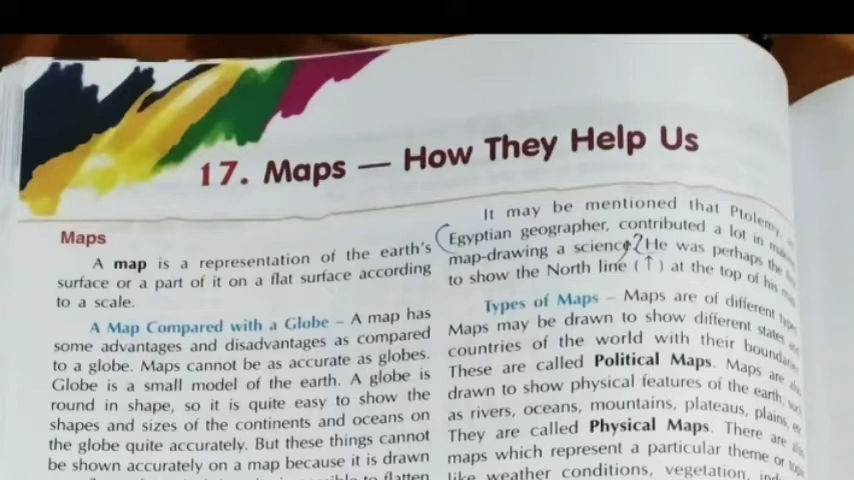 17. Maps — How They Help Us
Maps
A map is a representation of the earth's
surface or a part of it on a flat surface according
to a scale.
A Map Compared with a Globe – A map has
some advantages and disadvantages as compared
to a globe. Maps cannot be as accurate as globes.
Globe is a small model of the earth. A globe is
round in shape, so it is quite easy to show the
shapes and sizes of the continents and oceans on
the globe quite accurately. But these things cannot
be shown accurately on a map because it is drawn
to flatten
It may be mentioned that Ptolemy,
Egyptian geographer, contributed a lot in
map-drawing a science. He was perhaps the
to show the North line (↑) at the top of his
Types of Maps – Maps are of different types
Maps may be drawn to show different states
countries of the world with their boundaries
These are called Political Maps. Maps are
drawn to show physical features of the earth,
as rivers, oceans, mountains, plateaus, plains,
They are called Physical Maps. There are
maps which represent a particular theme or
like weather conditions, vegetation,